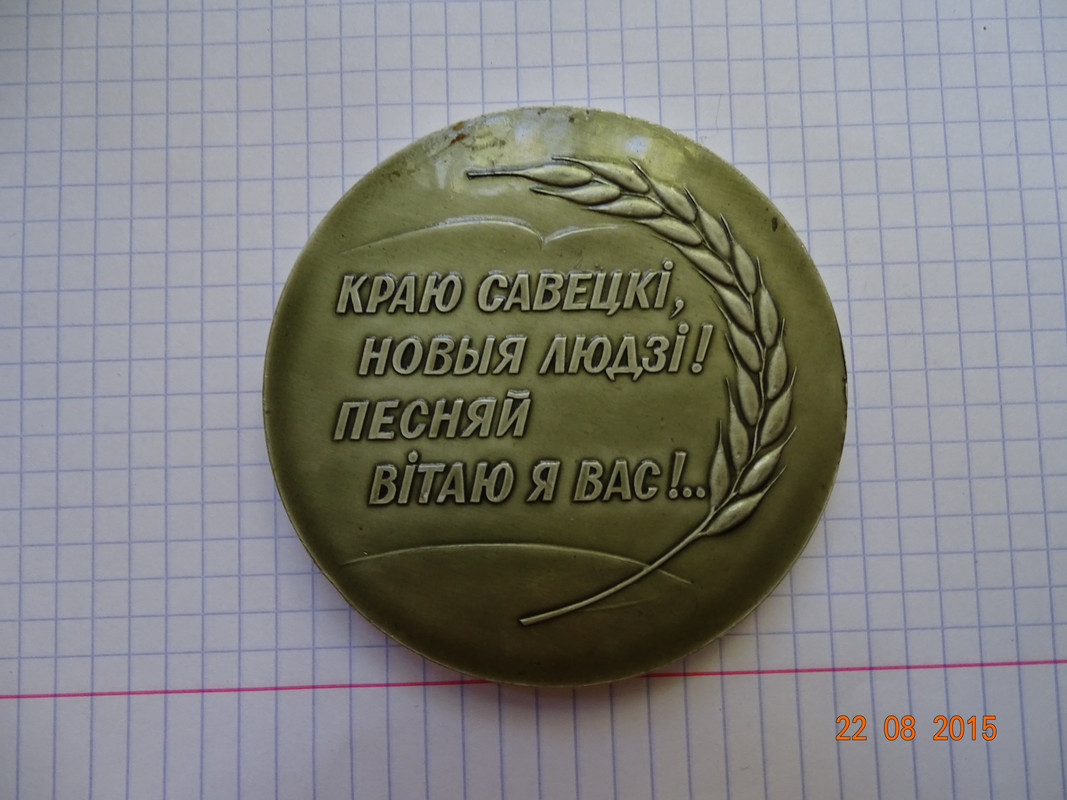 КРАЮ САВЕЦКІ,
НОВЫЯ ЛЮДЗІ!
ПЕСНЯЙ
ВІТАЮ Я ВАС!..
22 08 2015